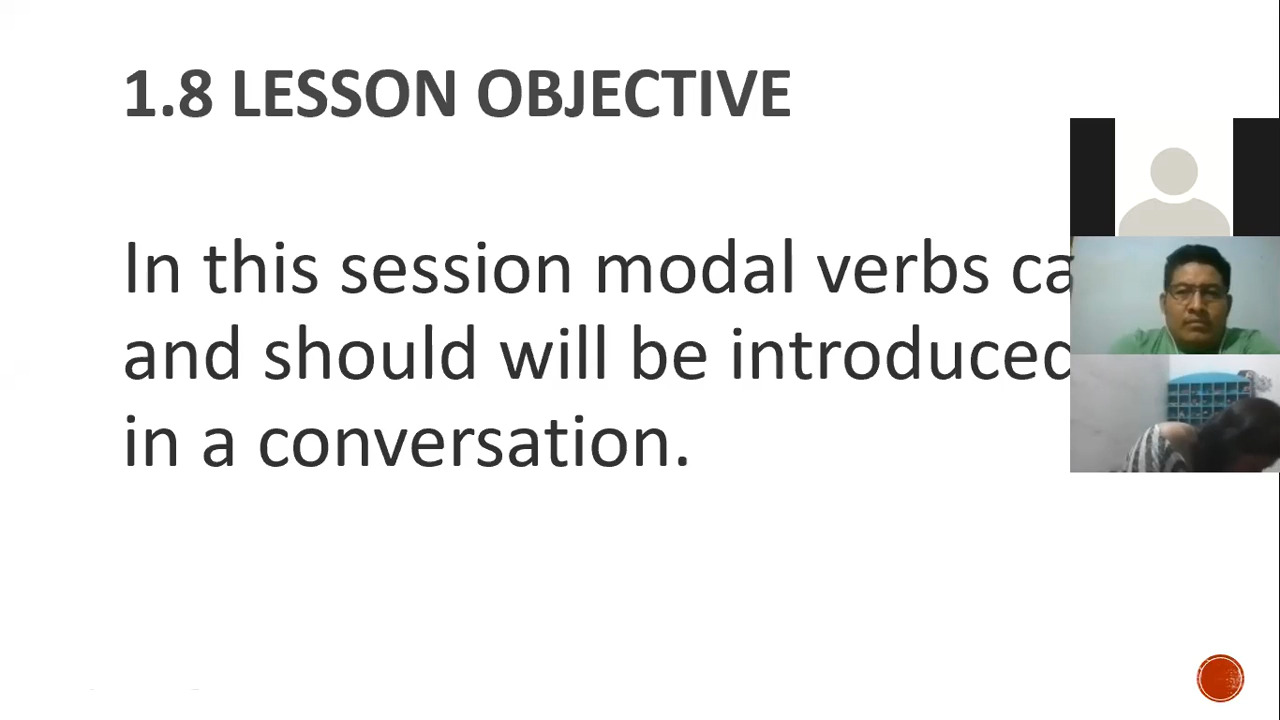 1.8 LESSON OBJECTIVE
In this session modal verbs ca
and should will be introduced
in a conversation.